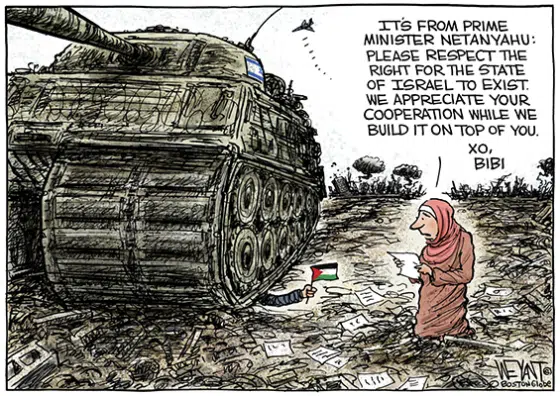 IT'S FROM PRIME
MINISTER NETANYAHU:
PLEASE RESPECT THE
RIGHT FOR THE STATE
OF ISRAEL TO EXIST.
WE APPRECIATE YOUR
COOPERATION WHILE WE
BUILD IT ON TOP OF YOU.
XO,
BIBI
WEYANT
BOSTON GLOBE